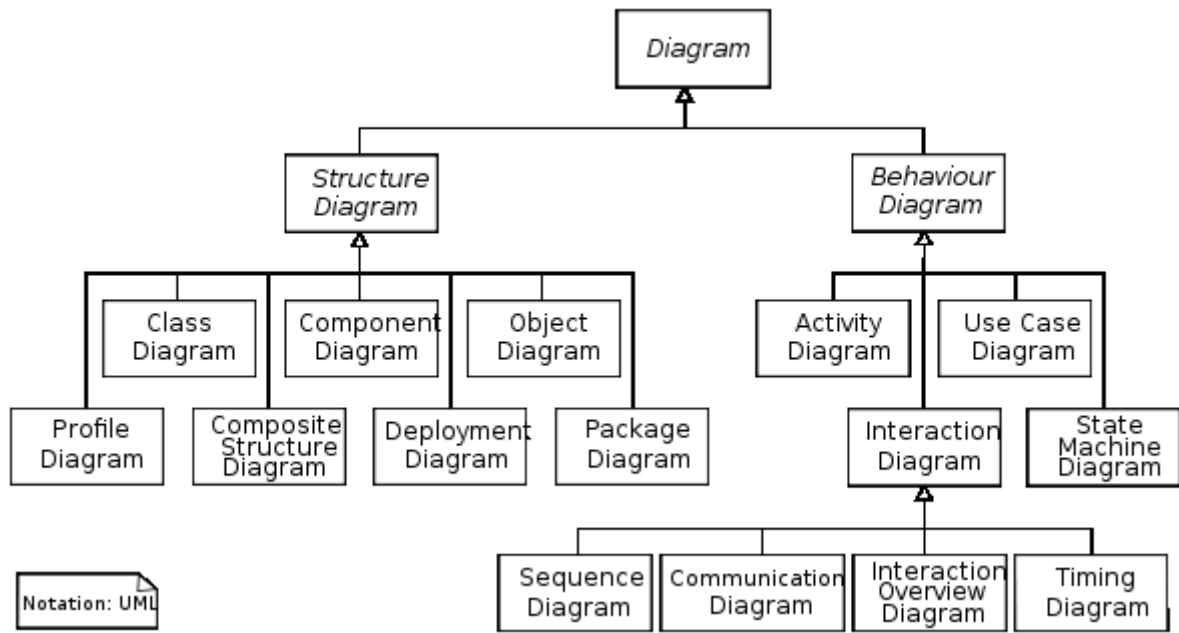 Diagram
Structure
Diagram
Behaviour
Diagram
Class
Diagram
Component
Diagram
Object
Diagram
Activity
Diagram
Use Case
Diagram
Profile
Diagram
Composite
Structure
Diagram
Deployment
Diagram
Package
Diagram
Interaction
Diagram
State
Machine
Diagram
Sequence
Diagram
Communication
Diagram
Interaction
Overview
Diagram
Timing
Diagram
Notation: UML